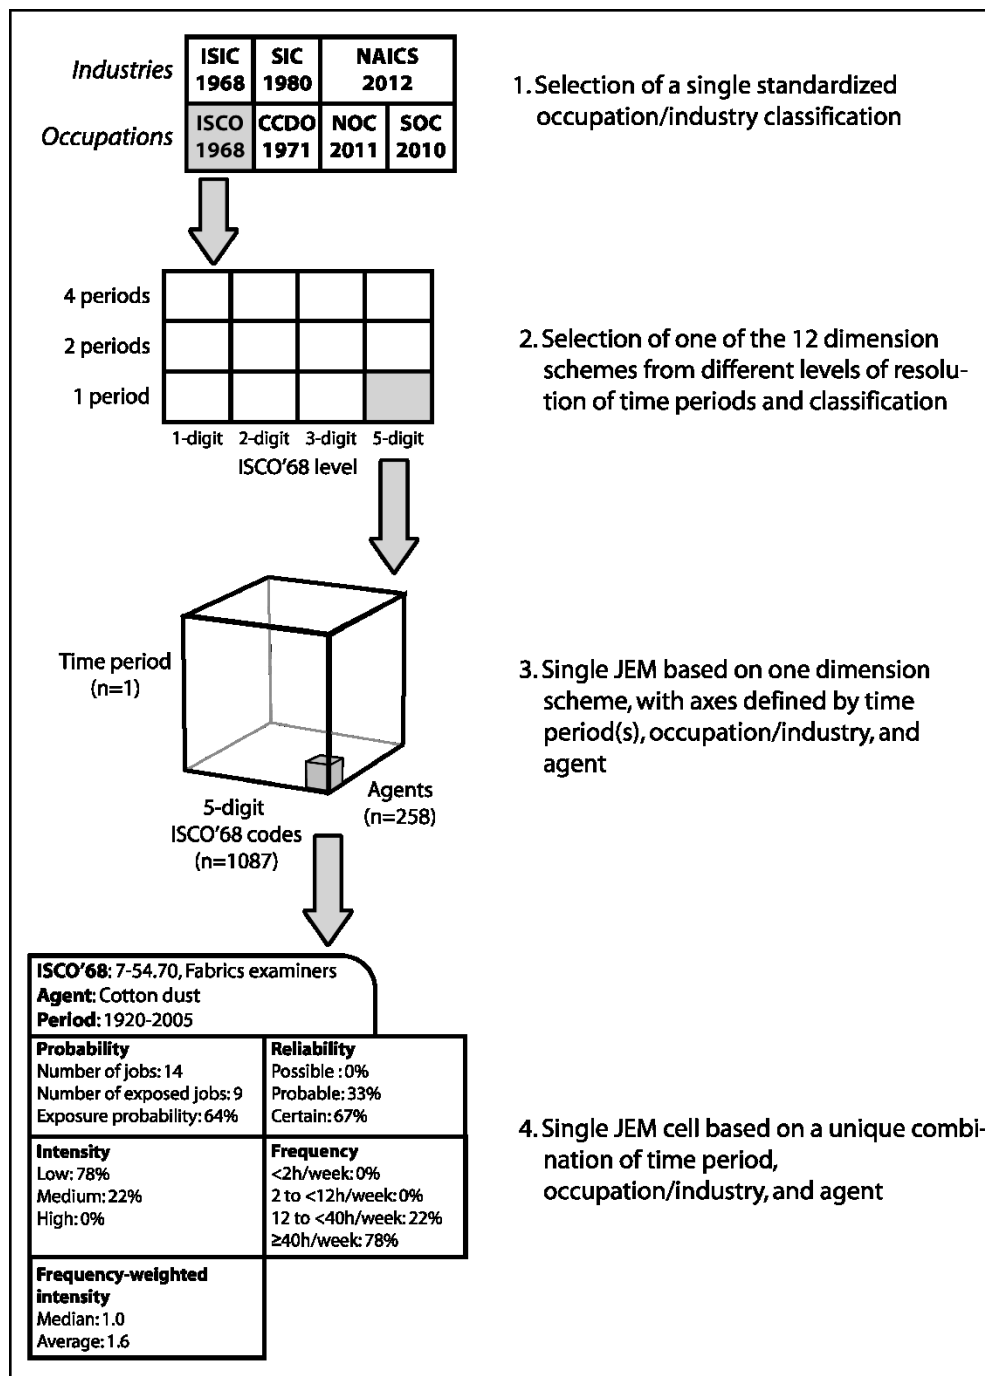 Industries
ISIC 1968
SIC 1980
NAICS 2012
Occupations
ISCO 1968
CCDO 1971
NOC 2011
SOC 2010
1. Selection of a single standardized
occupation/industry classification
4 periods
2 periods
1 period
1-digit 2-digit 3-digit 5-digit
ISCO'68 level
2. Selection of one of the 12 dimension
schemes from different levels of resolu-
tion of time periods and classification
Time period
(n=1)
5-digit
ISCO'68 codes
(n=1087)
Agents
(n=258)
3. Single JEM based on one dimension
scheme, with axes defined by time
period(s), occupation/industry, and
agent
ISCO'68: 7-54.70, Fabrics examiners
Agent: Cotton dust
Period: 1920-2005
Probability
Number of jobs: 14
Number of exposed jobs: 9
Exposure probability: 64%
Reliability
Possible : 0%
Probable: 33%
Certain: 67%
Intensity
Low: 78%
Medium: 22%
High: 0%
Frequency
<2h/week: 0%
2 to <12h/week: 0%
12 to <40h/week: 22%
≥40h/week: 78%
Frequency-weighted
intensity
Median: 1.0
Average: 1.6
4. Single JEM cell based on a unique combi-
nation of time period,
occupation/industry, and agent